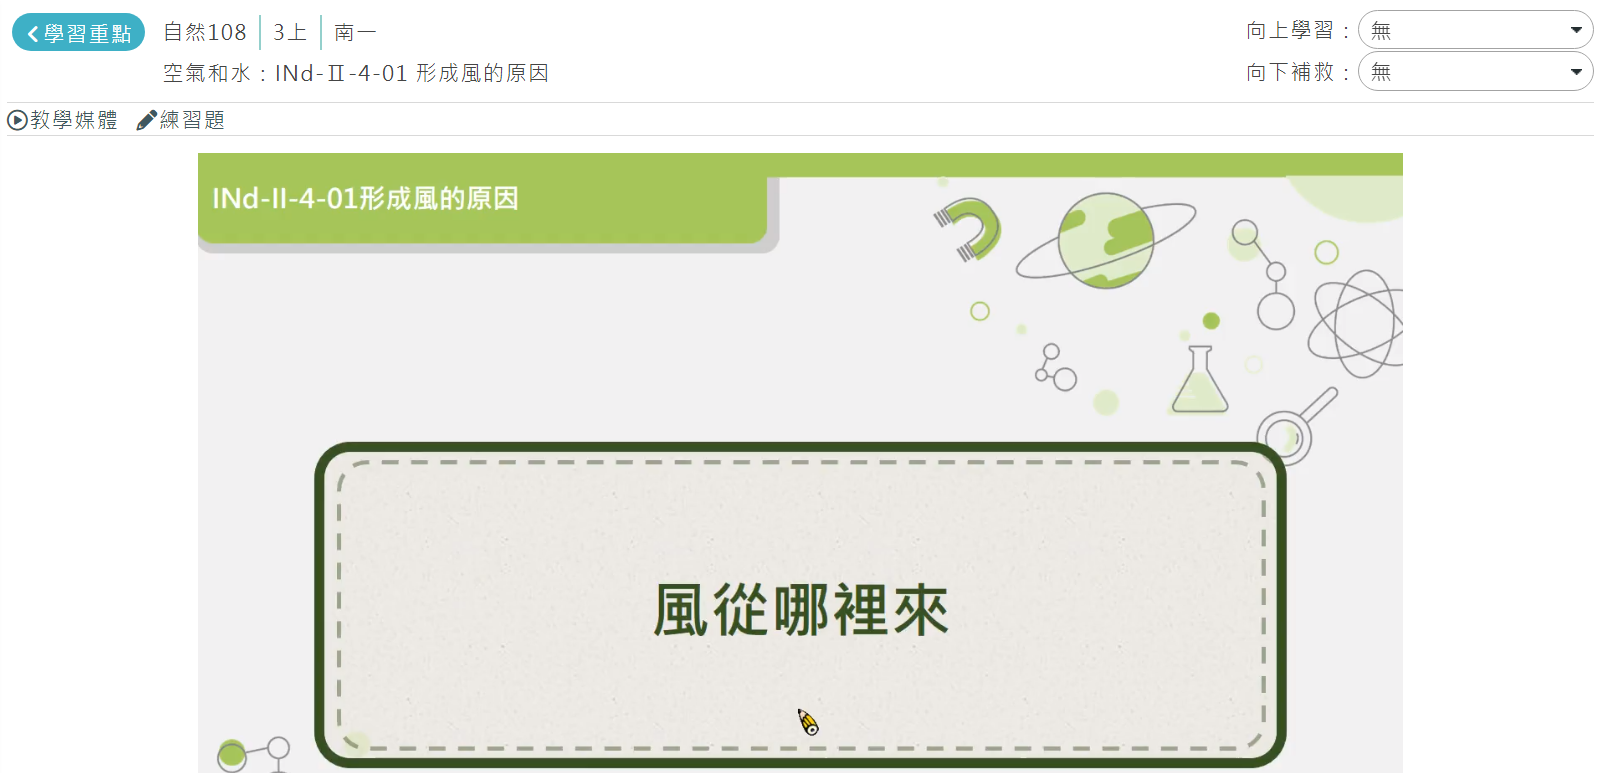 學習重點 自然108 3上 南一 向上學習：無
空氣和水：INd-Ⅱ-4-01 形成風的原因 向下補救：無
教學媒體 練習題
INd-II-4-01形成風的原因
風從哪裡來